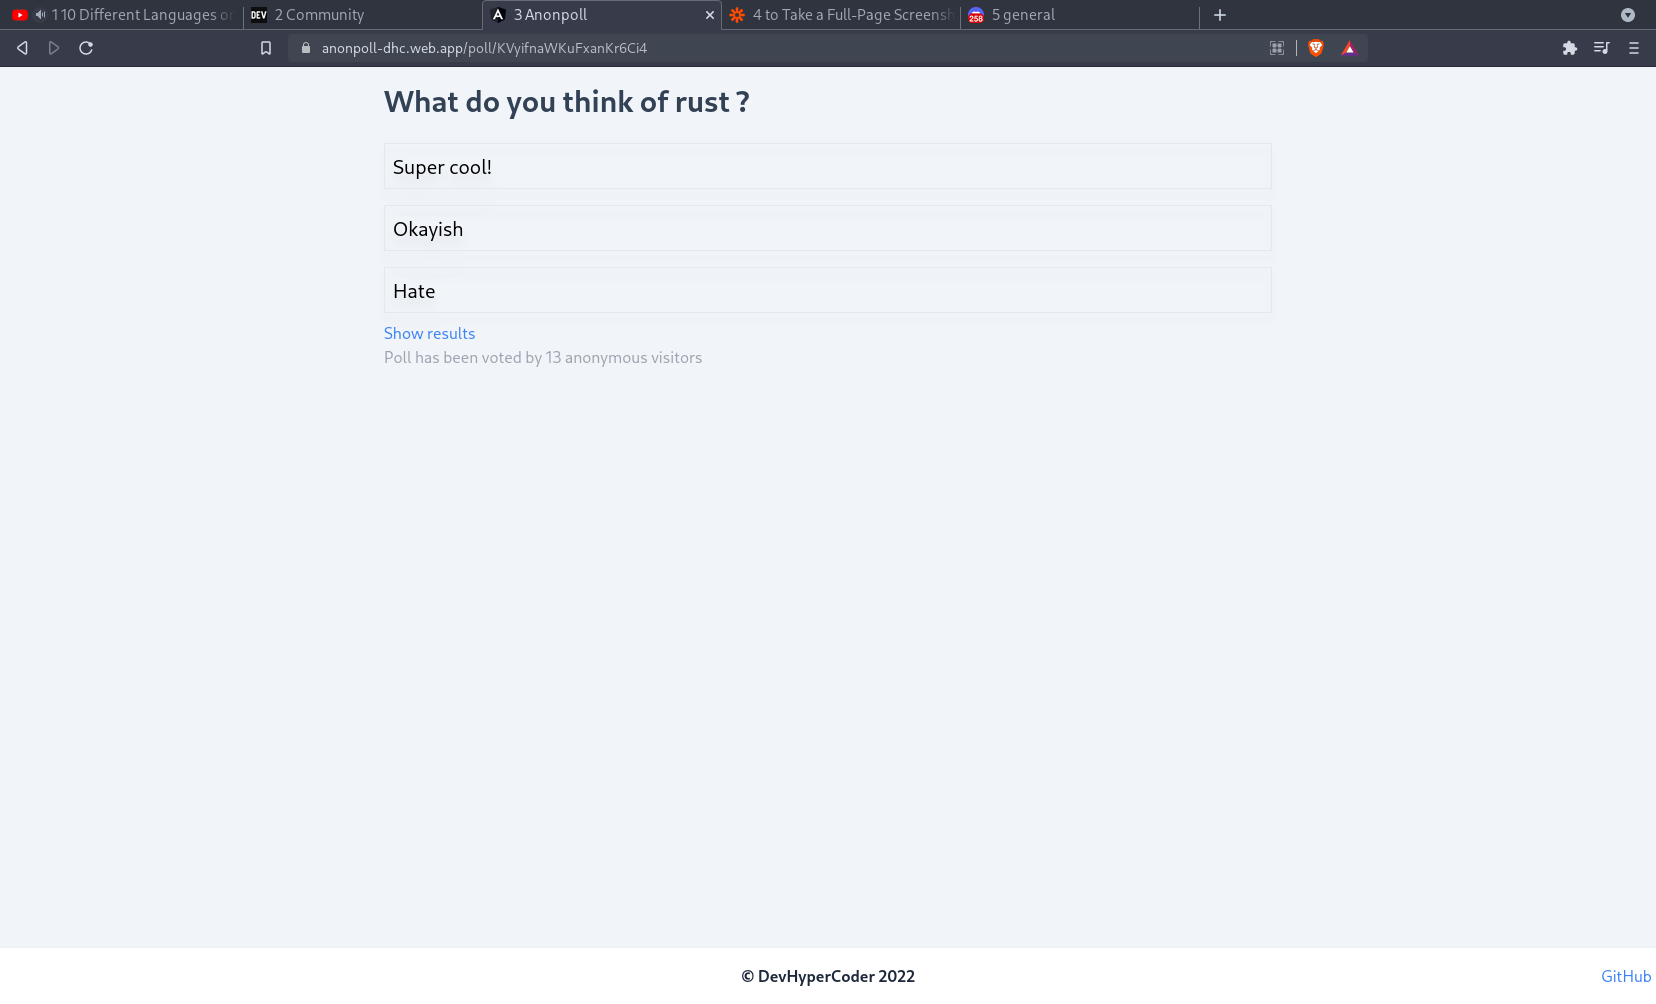 1 10 Different Languages or
DEV 2 Community
3 Anonpoll
4 to Take a Full-Page Screensh
258 5 general
anonpoll-dhc.web.app/poll/KVyifnaWKuFxanKr6Ci4
What do you think of rust ?
Super cool!
Okayish
Hate
Show results
Poll has been voted by 13 anonymous visitors
© DevHyperCoder 2022
GitHub